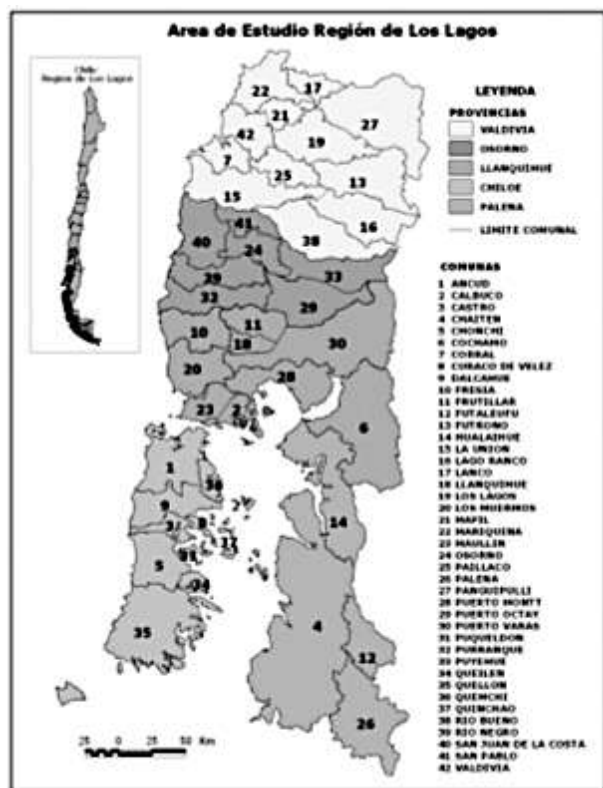 Area de Estudio Región de Los Lagos
Chile
Region de Los Lagos
LEYENDA
PROVINCIAS
VALDIVIA
OSORNO
LLANQUIHUE
CHILOE
PALENA
LIMITE COMUNAL
COMUNAS
1 ANCUD
2 CALBUCO
3 CASTRO
4 CHAITEN
5 CHONCHI
6 COCHAMO
7 CORRAL
8 CURACO DE VELEZ
9 DALCAHUE
10 FRESIA
11 FRUTILLAR
12 FUTALEUFU
13 FUTRONO
14 HUALAIHUE
15 LA UNION
16 LAGO RANCO
17 LANCO
18 LLANQUIHUE
19 LOS LAGOS
20 LOS MUERMOS
21 MAFIL
22 MARIQUINA
23 MAULLIN
24 OSORNO
25 PAILLACO
26 PALENA
27 PANGUIPULLI
28 PUERTO MONTT
29 PUERTO OCTAY
30 PUERTO VARAS
31 PUQUELDON
32 PURRANQUE
33 PUYEHUE
34 QUEILEN
35 QUELLON
36 QUEMCHI
37 QUINCHAO
38 RIO BUENO
39 RIO NEGRO
40 SAN JUAN DE LA COSTA
41 SAN PABLO
42 VALDIVIA
22
17
21
27
42
19
7
25
13
15
16
41
38
40
24
33
39
32
29
11
10
18
30
20
28
23
2
6
1
36
9
8
14
5
34
35
4
12
26
25 0 25 50 Km